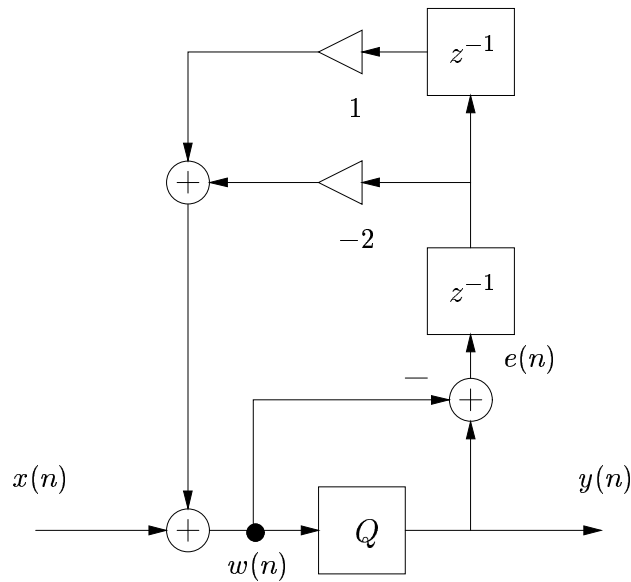 z⁻¹
1
+
−2
z⁻¹
e(n)
−
+
x(n)
y(n)
+
Q
w(n)